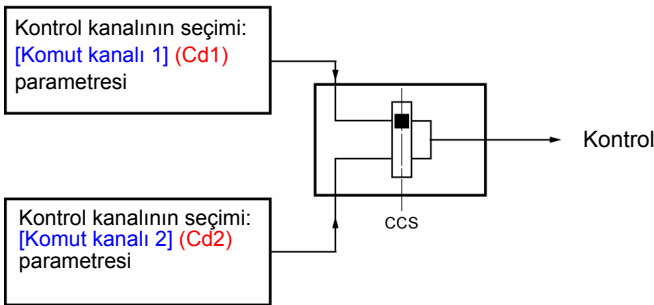 Kontrol kanalının seçimi:
[Komut kanalı 1] (Cd1)
parametresi
Kontrol
CCS
Kontrol kanalının seçimi:
[Komut kanalı 2] (Cd2)
parametresi